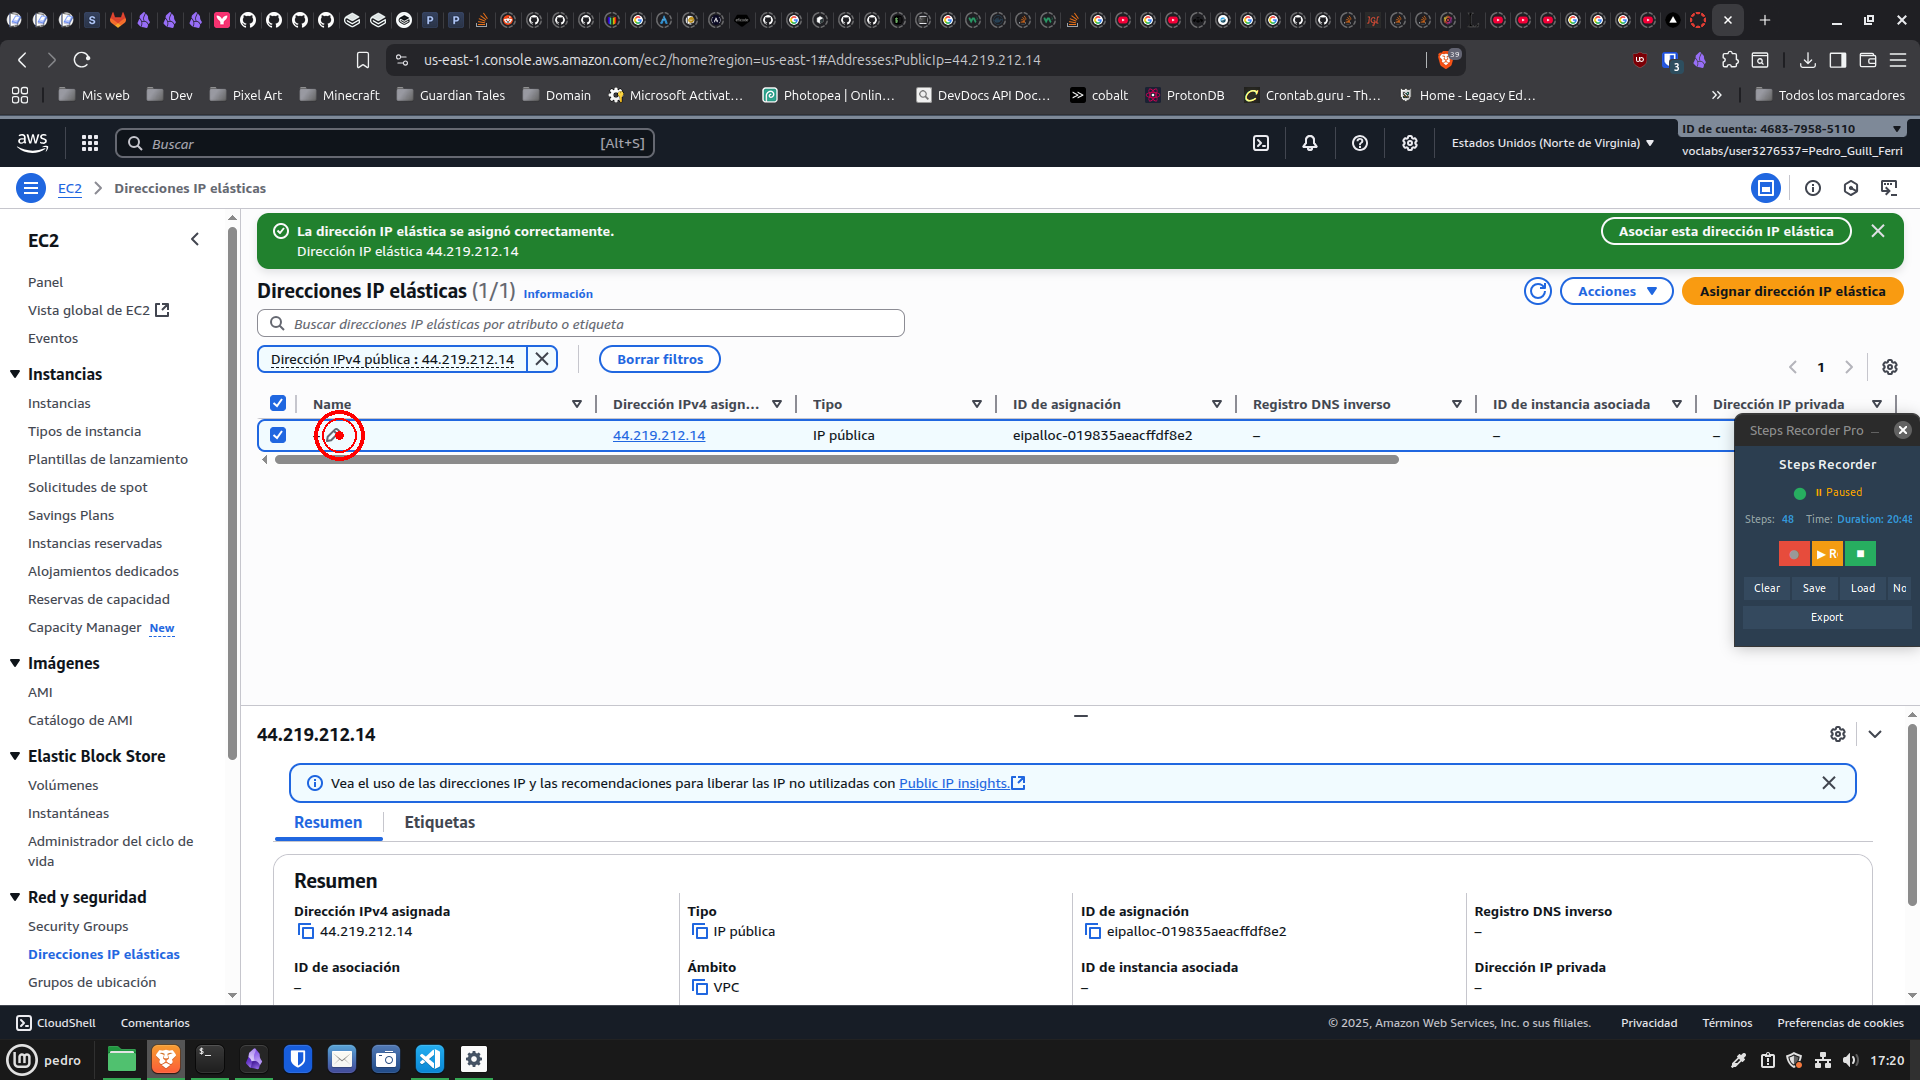 us-east-1.console.aws.amazon.com/ec2/home?region=us-east-1#Addresses:PublicIp=44.219.212.14
39
3
Mis web
Dev
Pixel Art
Minecraft
Guardian Tales
Domain
Microsoft Activat...
Photopea | Onlin...
DevDocs API Doc...
cobalt
ProtonDB
Crontab.guru - Th...
Home - Legacy Ed...
Todos los marcadores
aws
Buscar
[Alt+S]
Estados Unidos (Norte de Virginia)
ID de cuenta: 4683-7958-5110
voclabs/user3276537=Pedro_Guill_Ferri
EC2
Direcciones IP elásticas
EC2
Panel
Vista global de EC2
Eventos
Instancias
Instancias
Tipos de instancia
Plantillas de lanzamiento
Solicitudes de spot
Savings Plans
Instancias reservadas
Alojamientos dedicados
Reservas de capacidad
Capacity Manager New
Imágenes
AMI
Catálogo de AMI
Elastic Block Store
Volúmenes
Instantáneas
Administrador del ciclo de
vida
Red y seguridad
Security Groups
Direcciones IP elásticas
Grupos de ubicación
La dirección IP elástica se asignó correctamente.
Dirección IP elástica 44.219.212.14
Asociar esta dirección IP elástica
Direcciones IP elásticas (1/1) Información
Acciones
Asignar dirección IP elástica
Buscar direcciones IP elásticas por atributo o etiqueta
Dirección IPv4 pública : 44.219.212.14
Borrar filtros
1
Name
Dirección IPv4 asign...
Tipo
ID de asignación
Registro DNS inverso
ID de instancia asociada
Dirección IP privada
44.219.212.14
IP pública
eipalloc-019835aeacffdf8e2
–
–
–
Steps Recorder Pro
Steps Recorder
Paused
Steps: 48 Time: Duration: 20:48
R
Clear
Save
Load
No
Export
44.219.212.14
Vea el uso de las direcciones IP y las recomendaciones para liberar las IP no utilizadas con Public IP insights.
Resumen
Etiquetas
Resumen
Dirección IPv4 asignada
44.219.212.14
Tipo
IP pública
ID de asignación
eipalloc-019835aeacffdf8e2
Registro DNS inverso
–
ID de asociación
–
Ámbito
VPC
ID de instancia asociada
–
Dirección IP privada
–
CloudShell
Comentarios
© 2025, Amazon Web Services, Inc. o sus filiales.
Privacidad
Términos
Preferencias de cookies
pedro
17:20